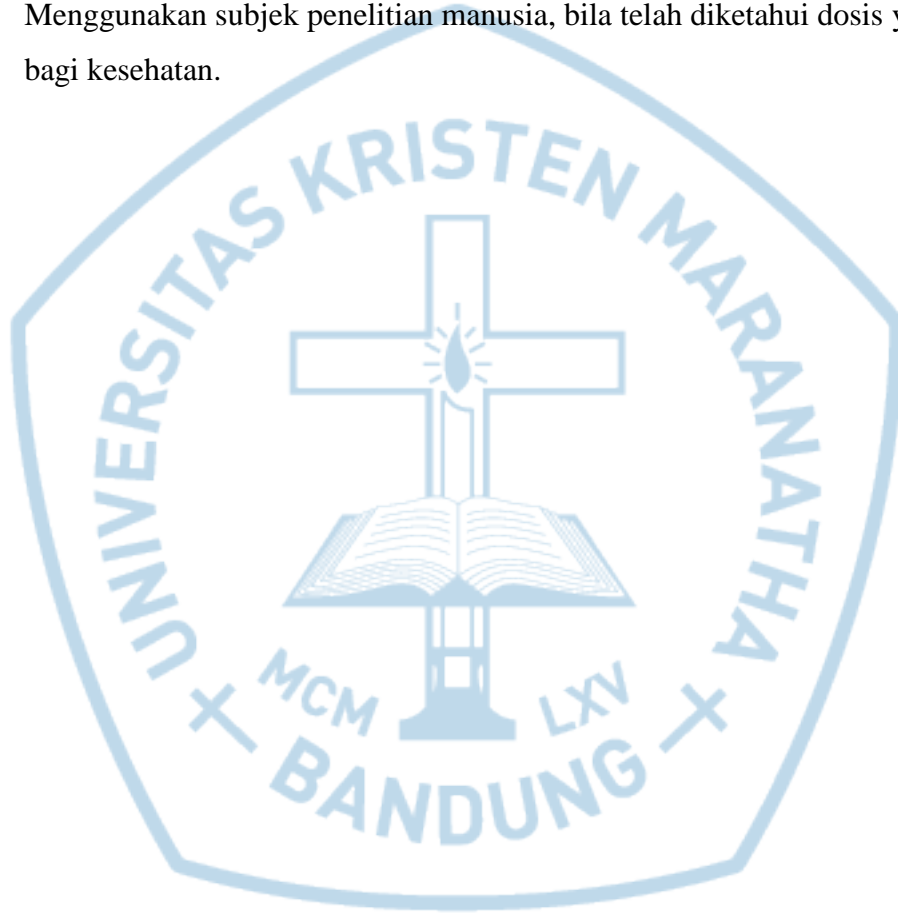 Menggunakan subjek penelitian manusia, bila telah diketahui dosis
bagi kesehatan.
UNIVERSITAS KRISTEN MARANATHA
MCM LXV
BANDUNG